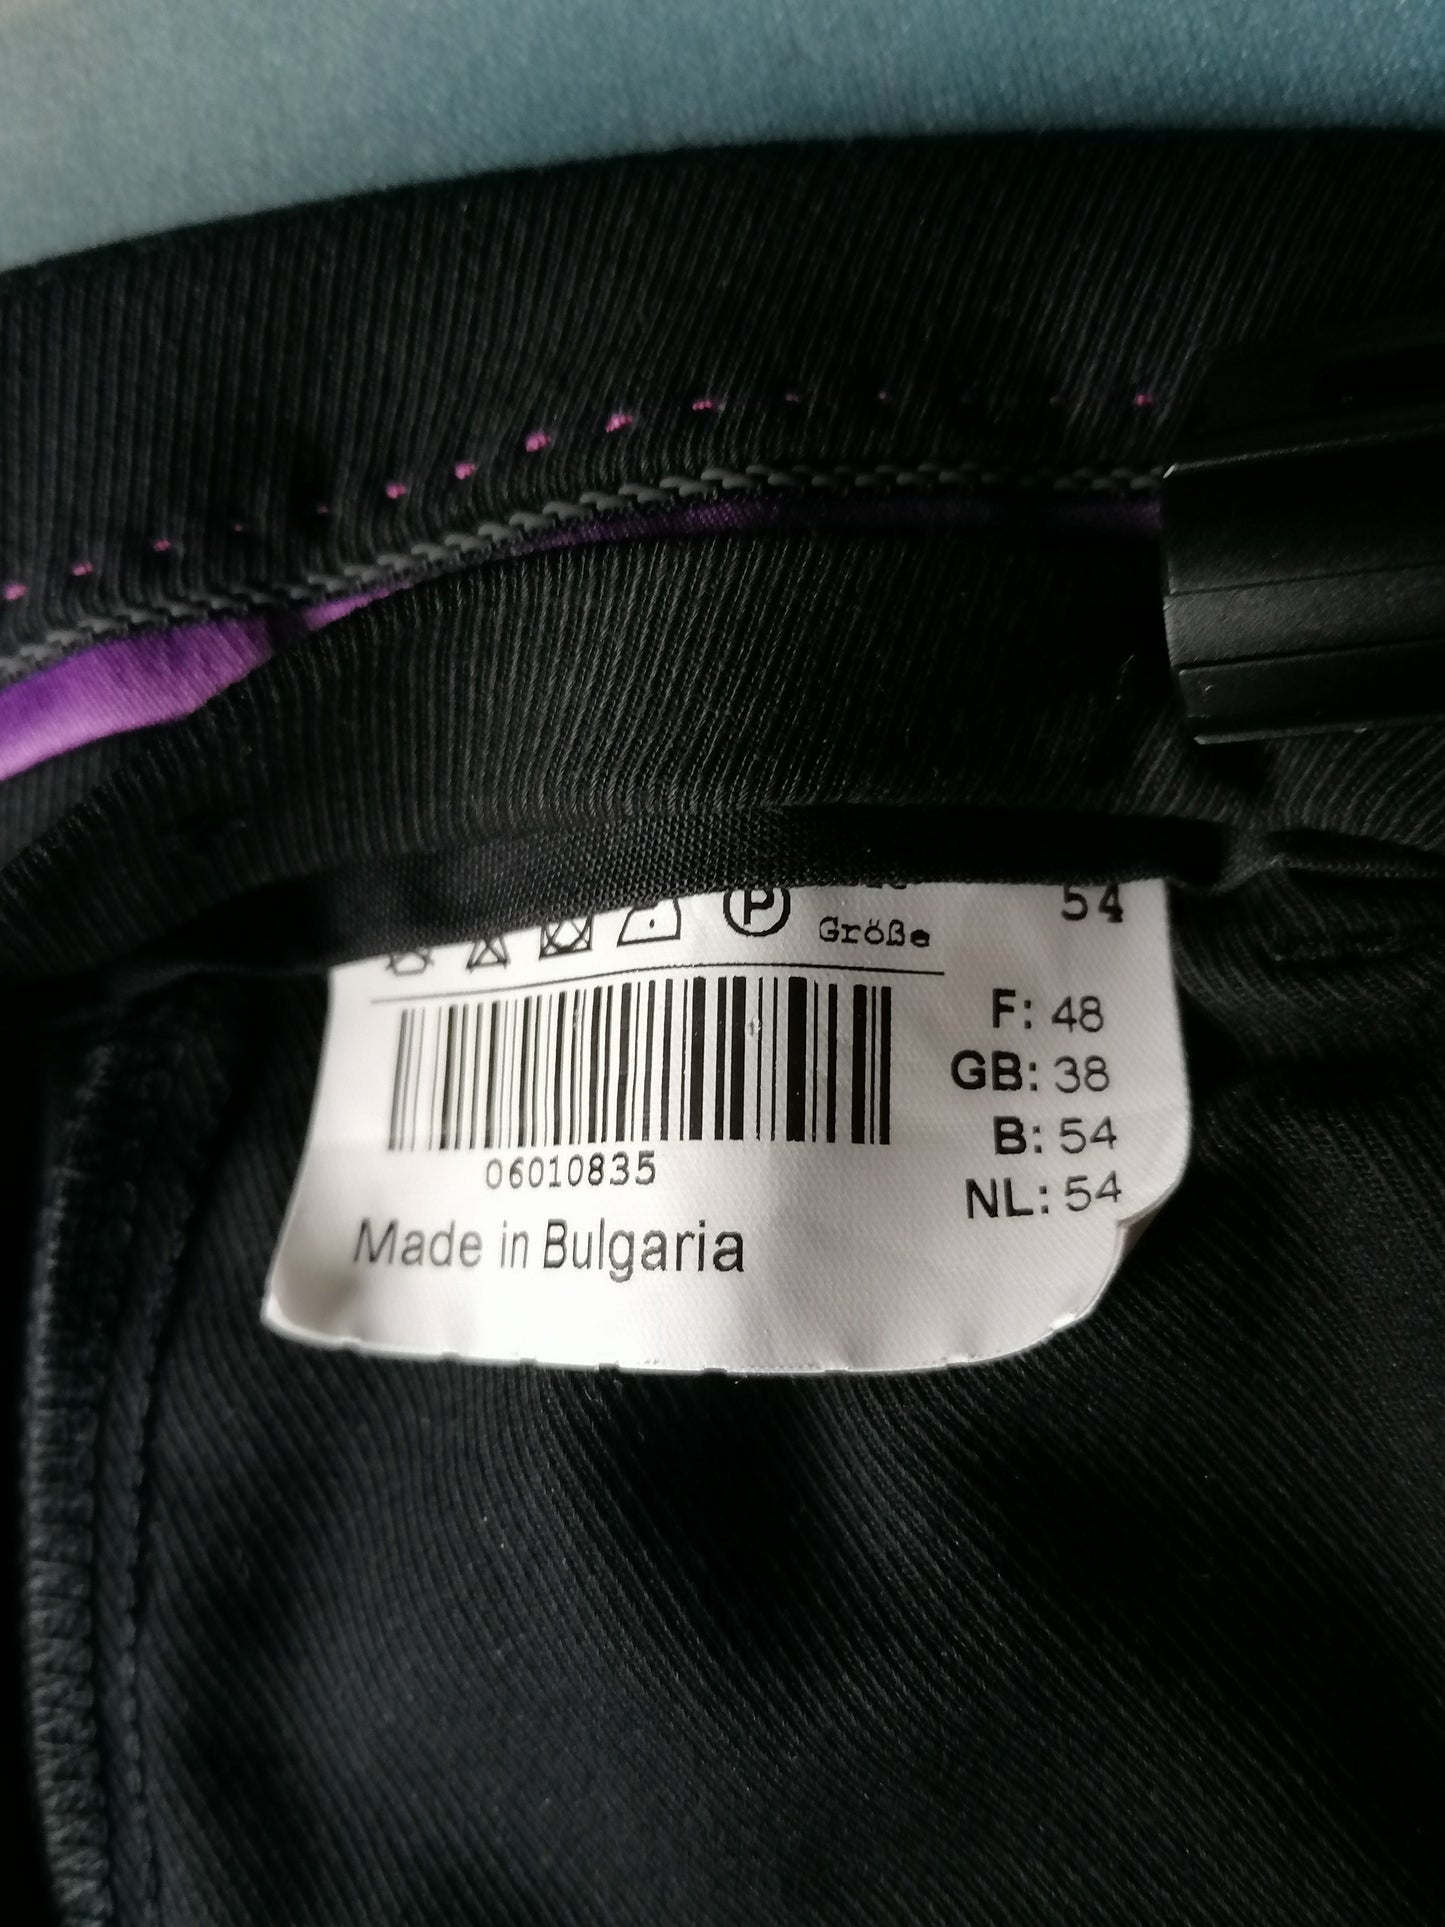 P
Größe 54
F: 48
GB: 38
B: 54
NL: 54
06010835
Made in Bulgaria